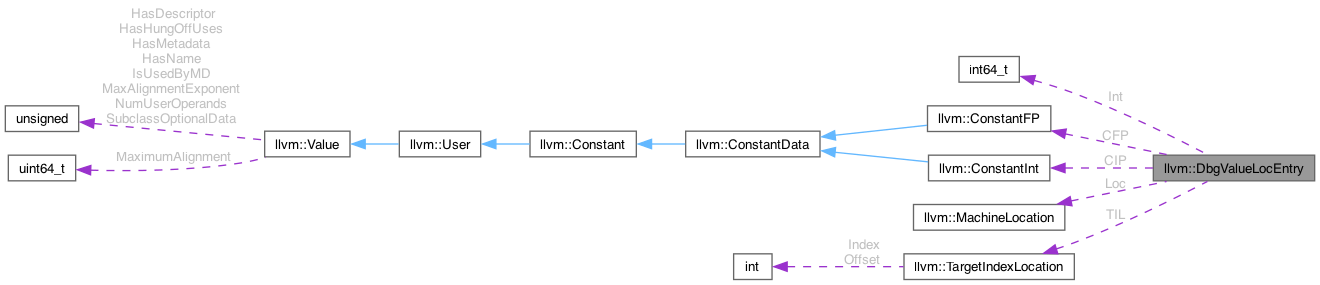 HasDescriptor
HasHungOffUses
HasMetadata
HasName
IsUsedByMD
MaxAlignmentExponent
NumUserOperands
SubclassOptionalData
unsigned
uint64_t
MaximumAlignment
llvm::Value
llvm::User
llvm::Constant
llvm::ConstantData
int64_t
Int
llvm::ConstantFP
CFP
llvm::ConstantInt
CIP
llvm::DbgValueLocEntry
llvm::MachineLocation
Loc
TIL
int
Index
Offset
llvm::TargetIndexLocation